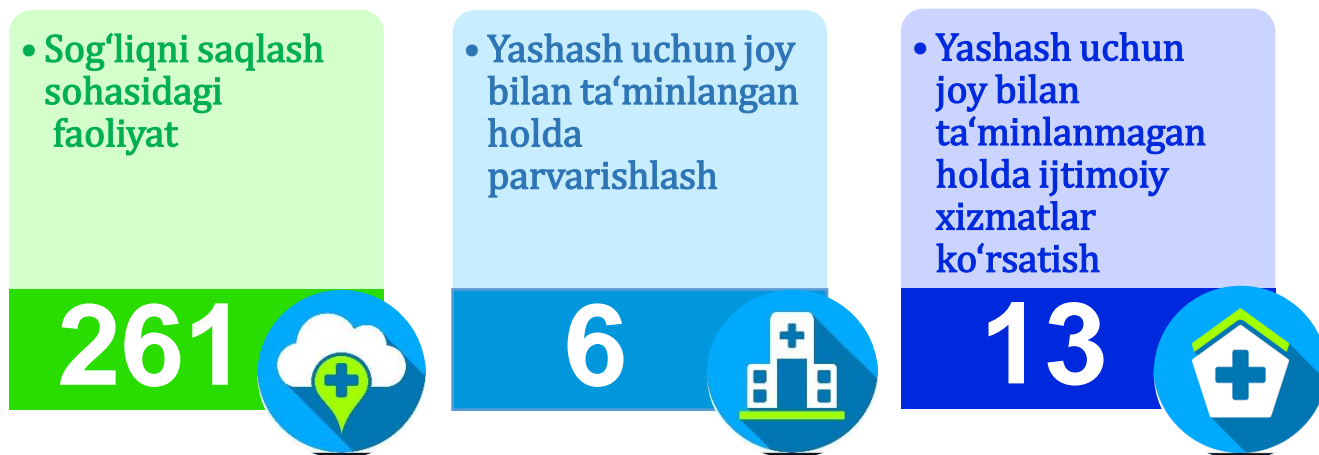 • Sog‘liqni saqlash
sohasidagi
faoliyat
261
• Yashash uchun joy
bilan ta‘minlangan
holda
parvarishlash
6
• Yashash uchun
joy bilan
ta‘minlanmagan
holda ijtimoiy
xizmatlar
ko‘rsatish
13